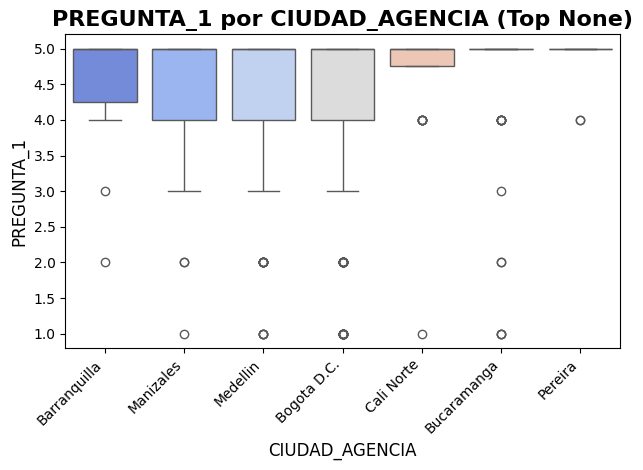 PREGUNTA_1 por CIUDAD_AGENCIA (Top None)
PREGUNTA_1
5.0
4.5
4.0
3.5
3.0
2.5
2.0
1.5
1.0
Barranquilla
Manizales
Medellin
Bogota D.C.
Cali Norte
Bucaramanga
Pereira
CIUDAD_AGENCIA